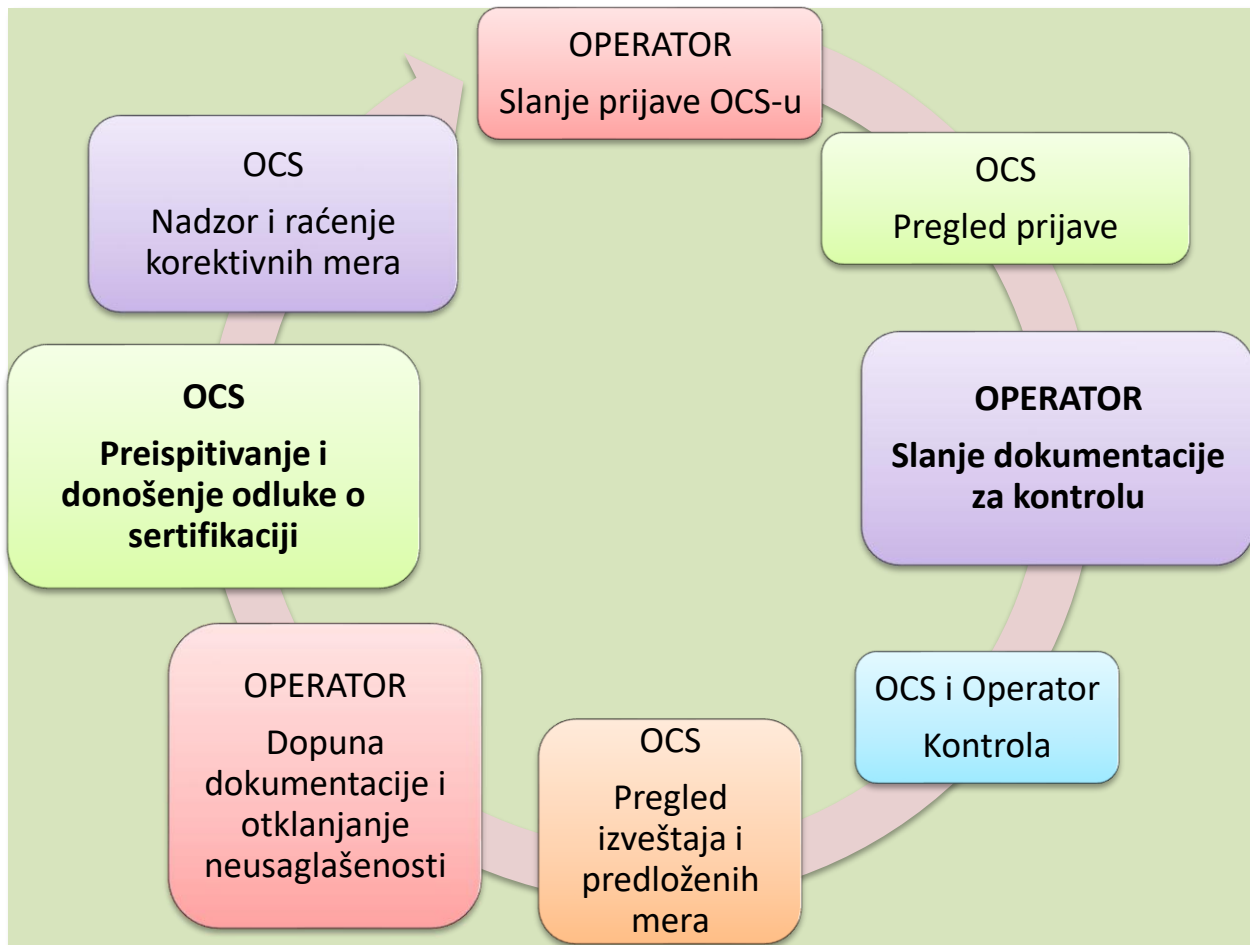 OPERATOR
Slanje prijave OCS-u
OCS
Pregled prijave
OPERATOR
Slanje dokumentacije
za kontrolu
OCS i Operator
Kontrola
OCS
Pregled
izveštaja i
predloženih
mera
OPERATOR
Dopuna
dokumentacije i
otklanjanje
neusaglašenosti
OCS
Preispitivanje i
donošenje odluke o
sertifikaciji
OCS
Nadzor i raćenje
korektivnih mera